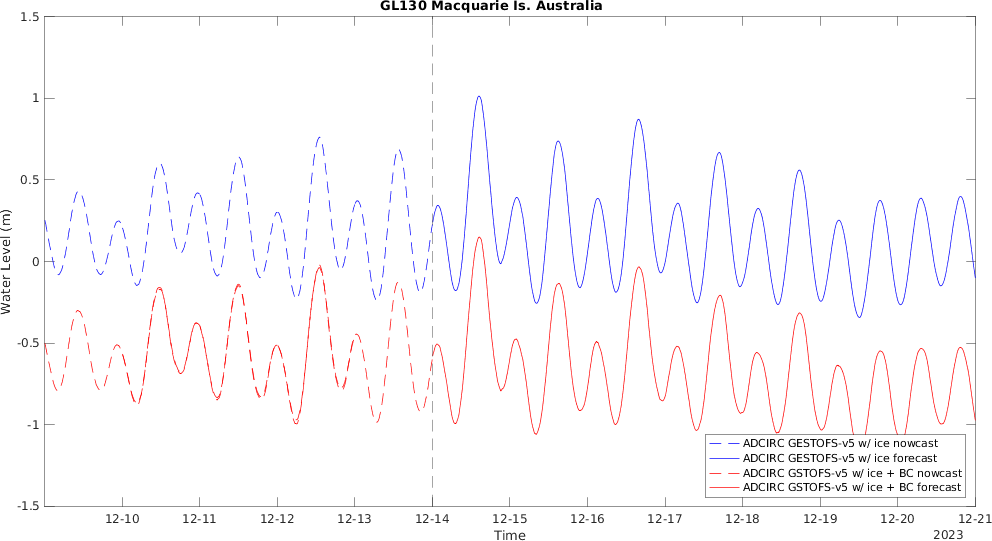 GL130 Macquarie Is. Australia
1.5
1
0.5
0
-0.5
-1
-1.5
Water Level (m)
ADCIRC GESTOFS-v5 w/ ice nowcast
ADCIRC GESTOFS-v5 w/ ice forecast
ADCIRC GSTOFS-v5 w/ ice + BC nowcast
ADCIRC GSTOFS-v5 w/ ice + BC forecast
12-10 12-11 12-12 12-13 12-14 12-15 12-16 12-17 12-18 12-19 12-20 12-21
Time
2023